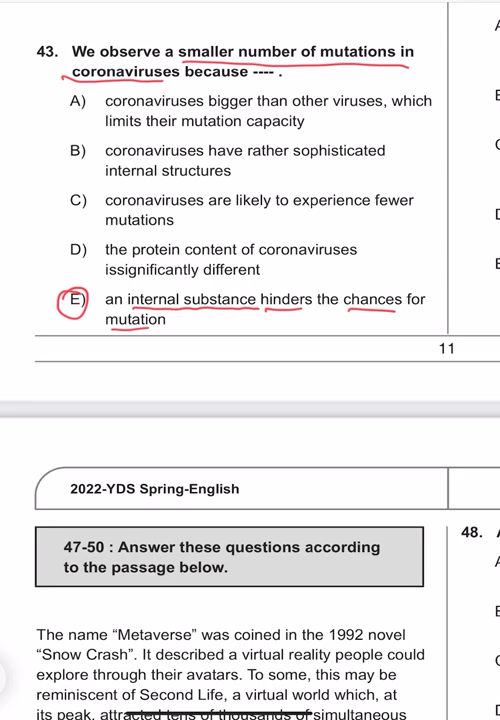 43. We observe a smaller number of mutations in
coronaviruses because ---- .
A) coronaviruses bigger than other viruses, which
limits their mutation capacity
B) coronaviruses have rather sophisticated
internal structures
C) coronaviruses are likely to experience fewer
mutations
D) the protein content of coronaviruses
issignificantly different
E) an internal substance hinders the chances for
mutation
11
2022-YDS Spring-English
47-50 : Answer these questions according
to the passage below.
The name “Metaverse” was coined in the 1992 novel
“Snow Crash”. It described a virtual reality people could
explore through their avatars. To some, this may be
reminiscent of Second Life, a virtual world which, at
its peak, attracted tens of thousands of simultaneous
48.